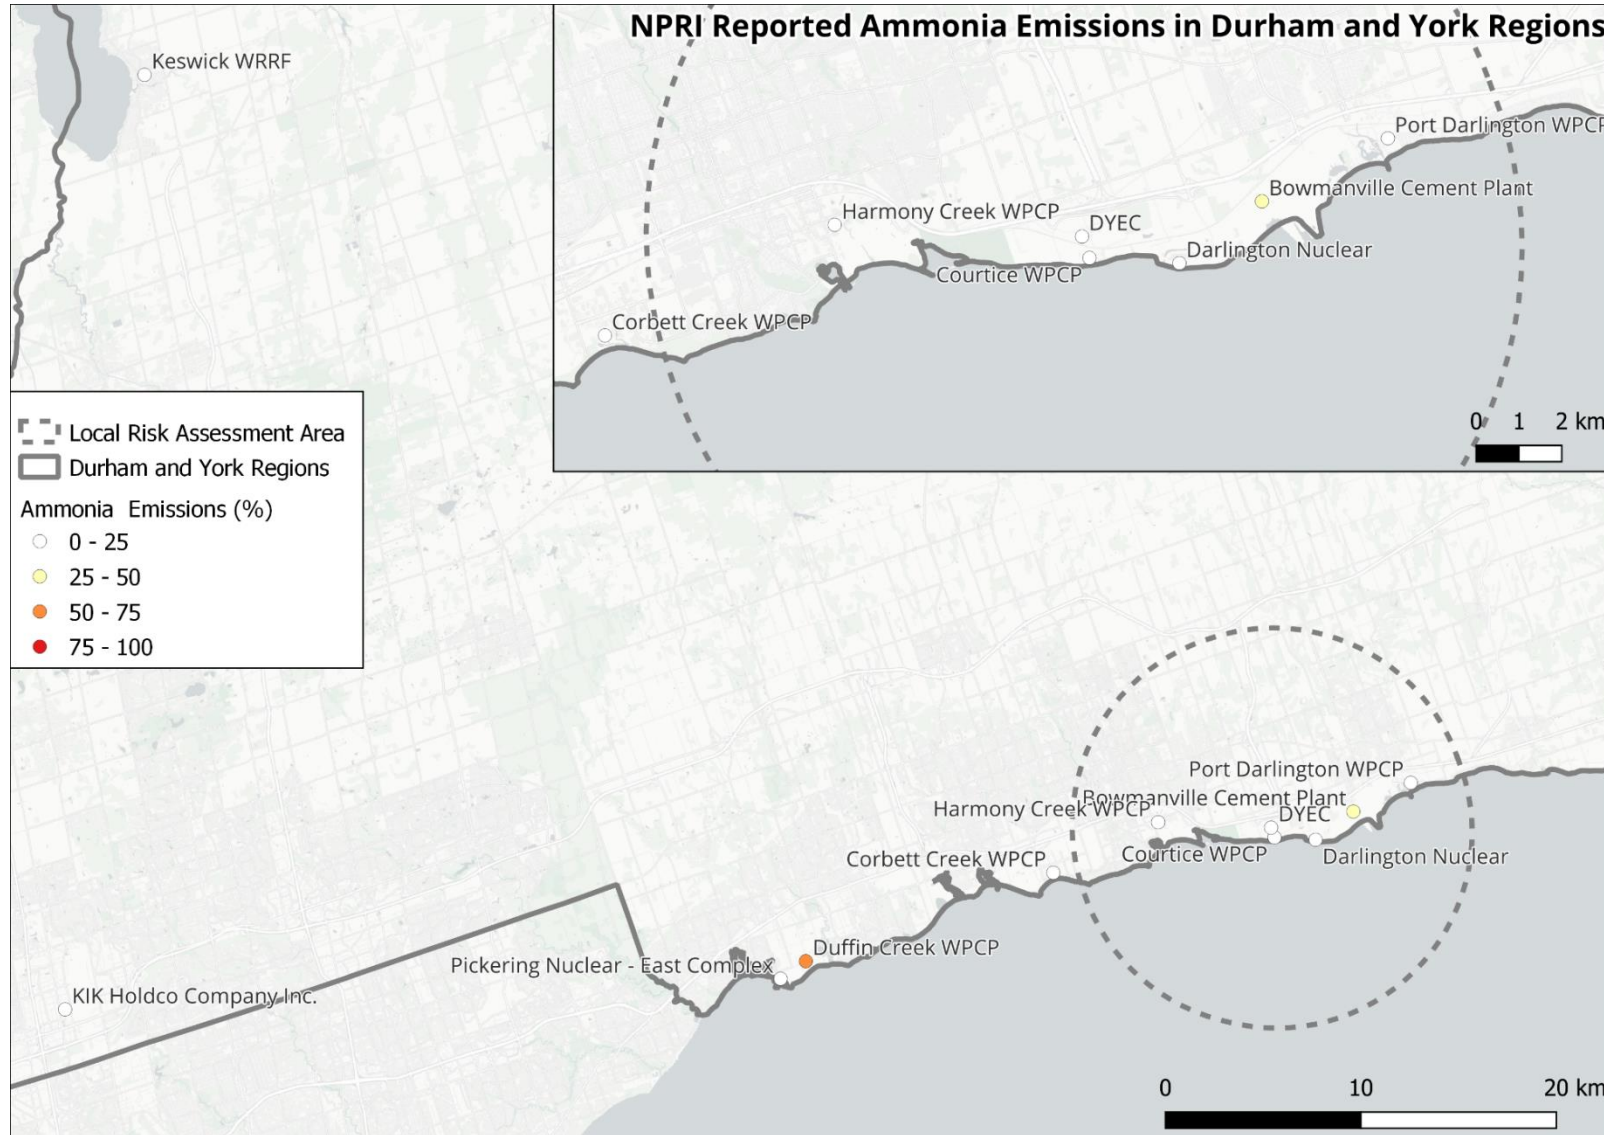 NPRI Reported Ammonia Emissions in Durham and York Regions
Keswick WRRF
Port Darlington WPCP
Bowmanville Cement Plant
Harmony Creek WPCP
DYEC
Darlington Nuclear
Courtice WPCP
Corbett Creek WPCP
0 1 2 km
Local Risk Assessment Area
Durham and York Regions
Ammonia Emissions (%)
0 - 25
25 - 50
50 - 75
75 - 100
Port Darlington WPCP
Bowmanville Cement Plant
Harmony Creek WPCP
DYEC
Courtice WPCP
Darlington Nuclear
Corbett Creek WPCP
Duffin Creek WPCP
Pickering Nuclear - East Complex
KIK Holdco Company Inc.
0 10 20 km